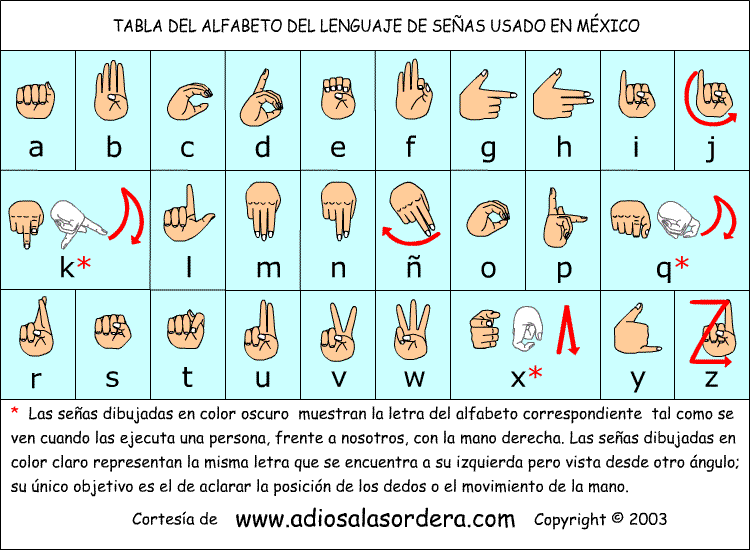 TABLA DEL ALFABETO DEL LENGUAJE DE SEÑAS USADO EN MÉXICO
a b c d e f g h i j
k* l m n ñ o p q*
r s t u v w x* y z
* Las señas dibujadas en color oscuro muestran la letra del alfabeto correspondiente tal como se
ven cuando las ejecuta una persona, frente a nosotros, con la mano derecha. Las señas dibujadas en
color claro representan la misma letra que se encuentra a su izquierda pero vista desde otro ángulo;
su único objetivo es el de aclarar la posición de los dedos o el movimiento de la mano.
Cortesía de www.adiosalasordera.com Copyright © 2003